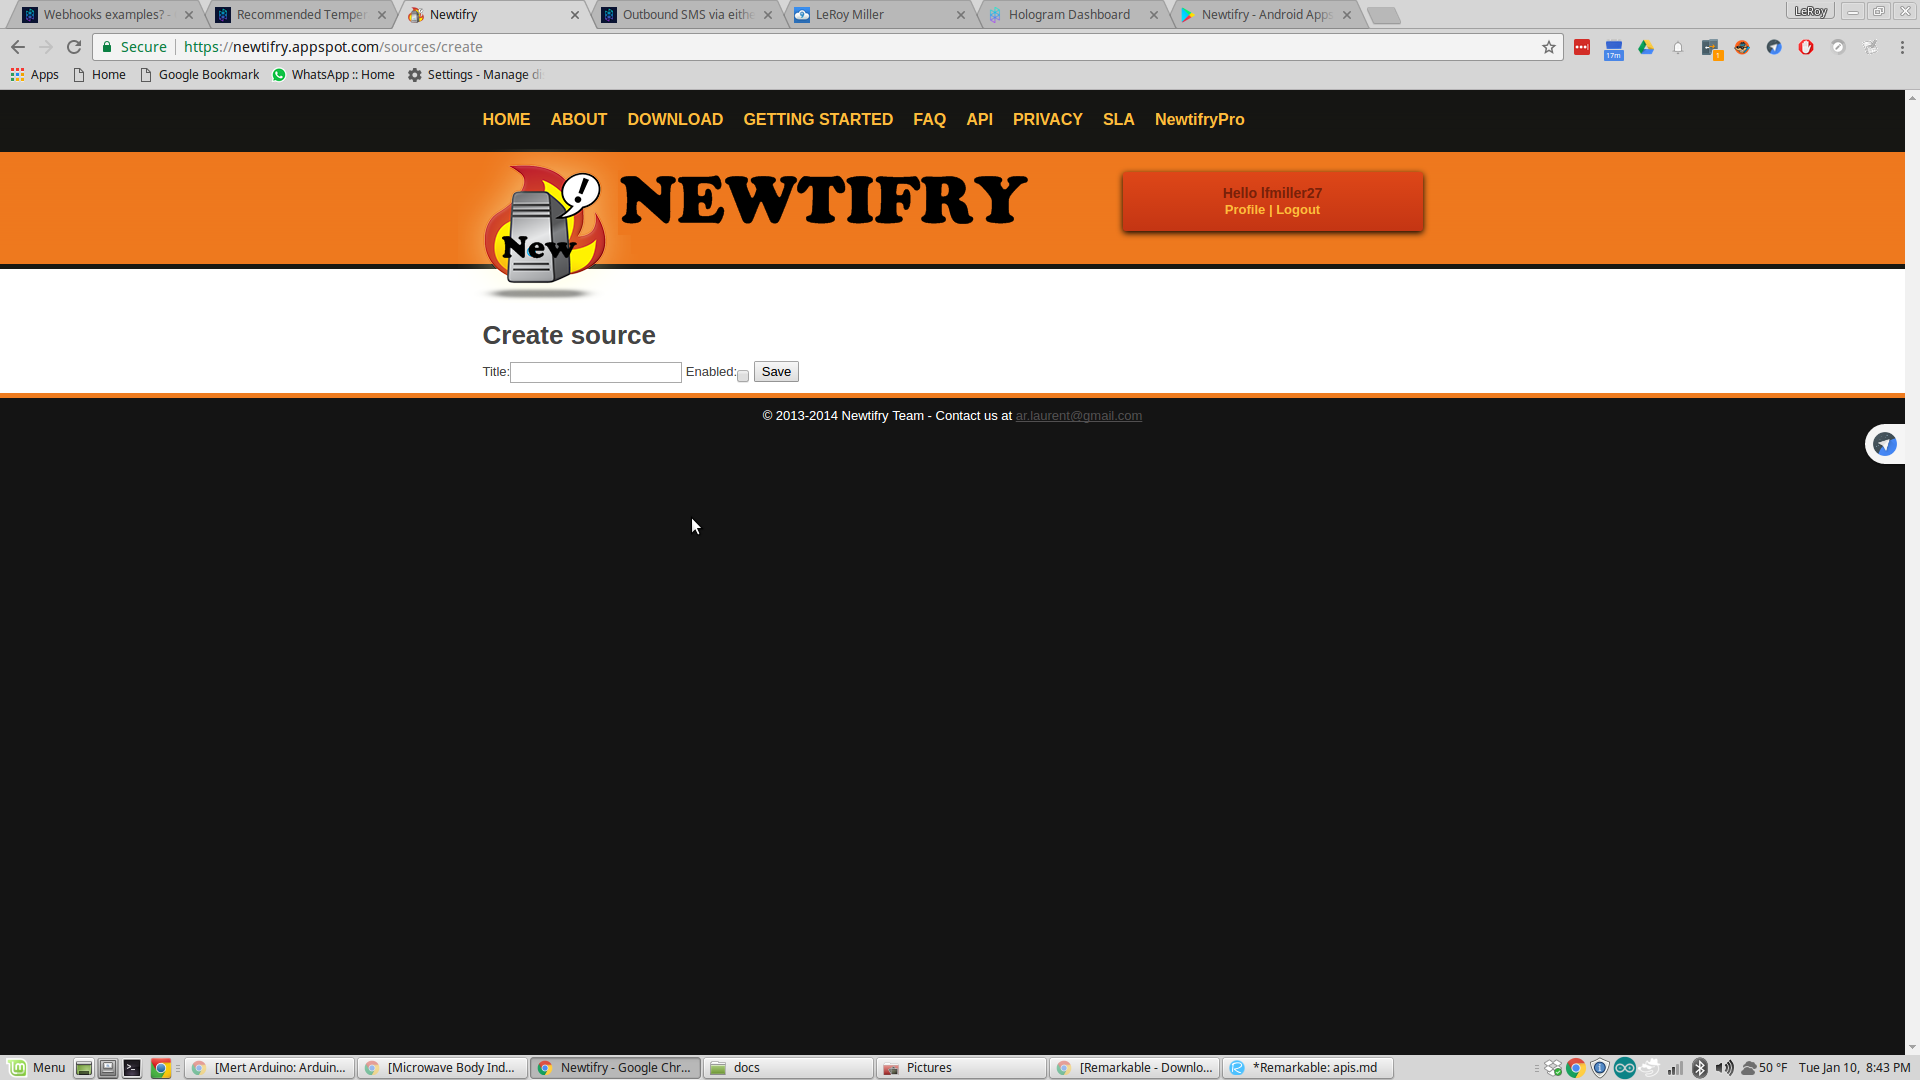 Webhooks examples? -
Recommended Temper
Newtifry
Outbound SMS via eithe
LeRoy Miller
Hologram Dashboard
Newtifry - Android Apps
LeRoy
Secure
https://newtifry.appspot.com/sources/create
17m
1
Apps
Home
Google Bookmark
WhatsApp :: Home
Settings - Manage di
HOME ABOUT DOWNLOAD GETTING STARTED FAQ API PRIVACY SLA NewtifryPro
New
!
NEWTIFRY
Hello lfmiller27
Profile | Logout
Create source
Title: Enabled: Save
© 2013-2014 Newtifry Team - Contact us at ar.laurent@gmail.com
Menu
[Mert Arduino: Arduin...
[Microwave Body Ind...
Newtifry - Google Chr...
docs
Pictures
[Remarkable - Downlo...
*Remarkable: apis.md
50 °F
Tue Jan 10, 8:43 PM